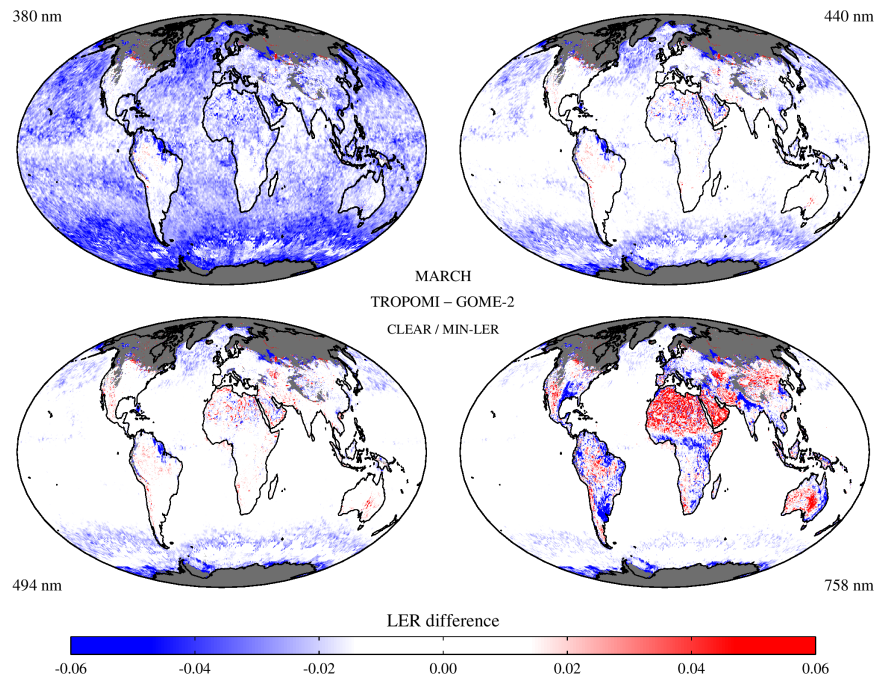 380 nm
440 nm
MARCH
TROPOMI – GOME-2
CLEAR / MIN-LER
494 nm
758 nm
LER difference
-0.06 -0.04 -0.02 0.00 0.02 0.04 0.06